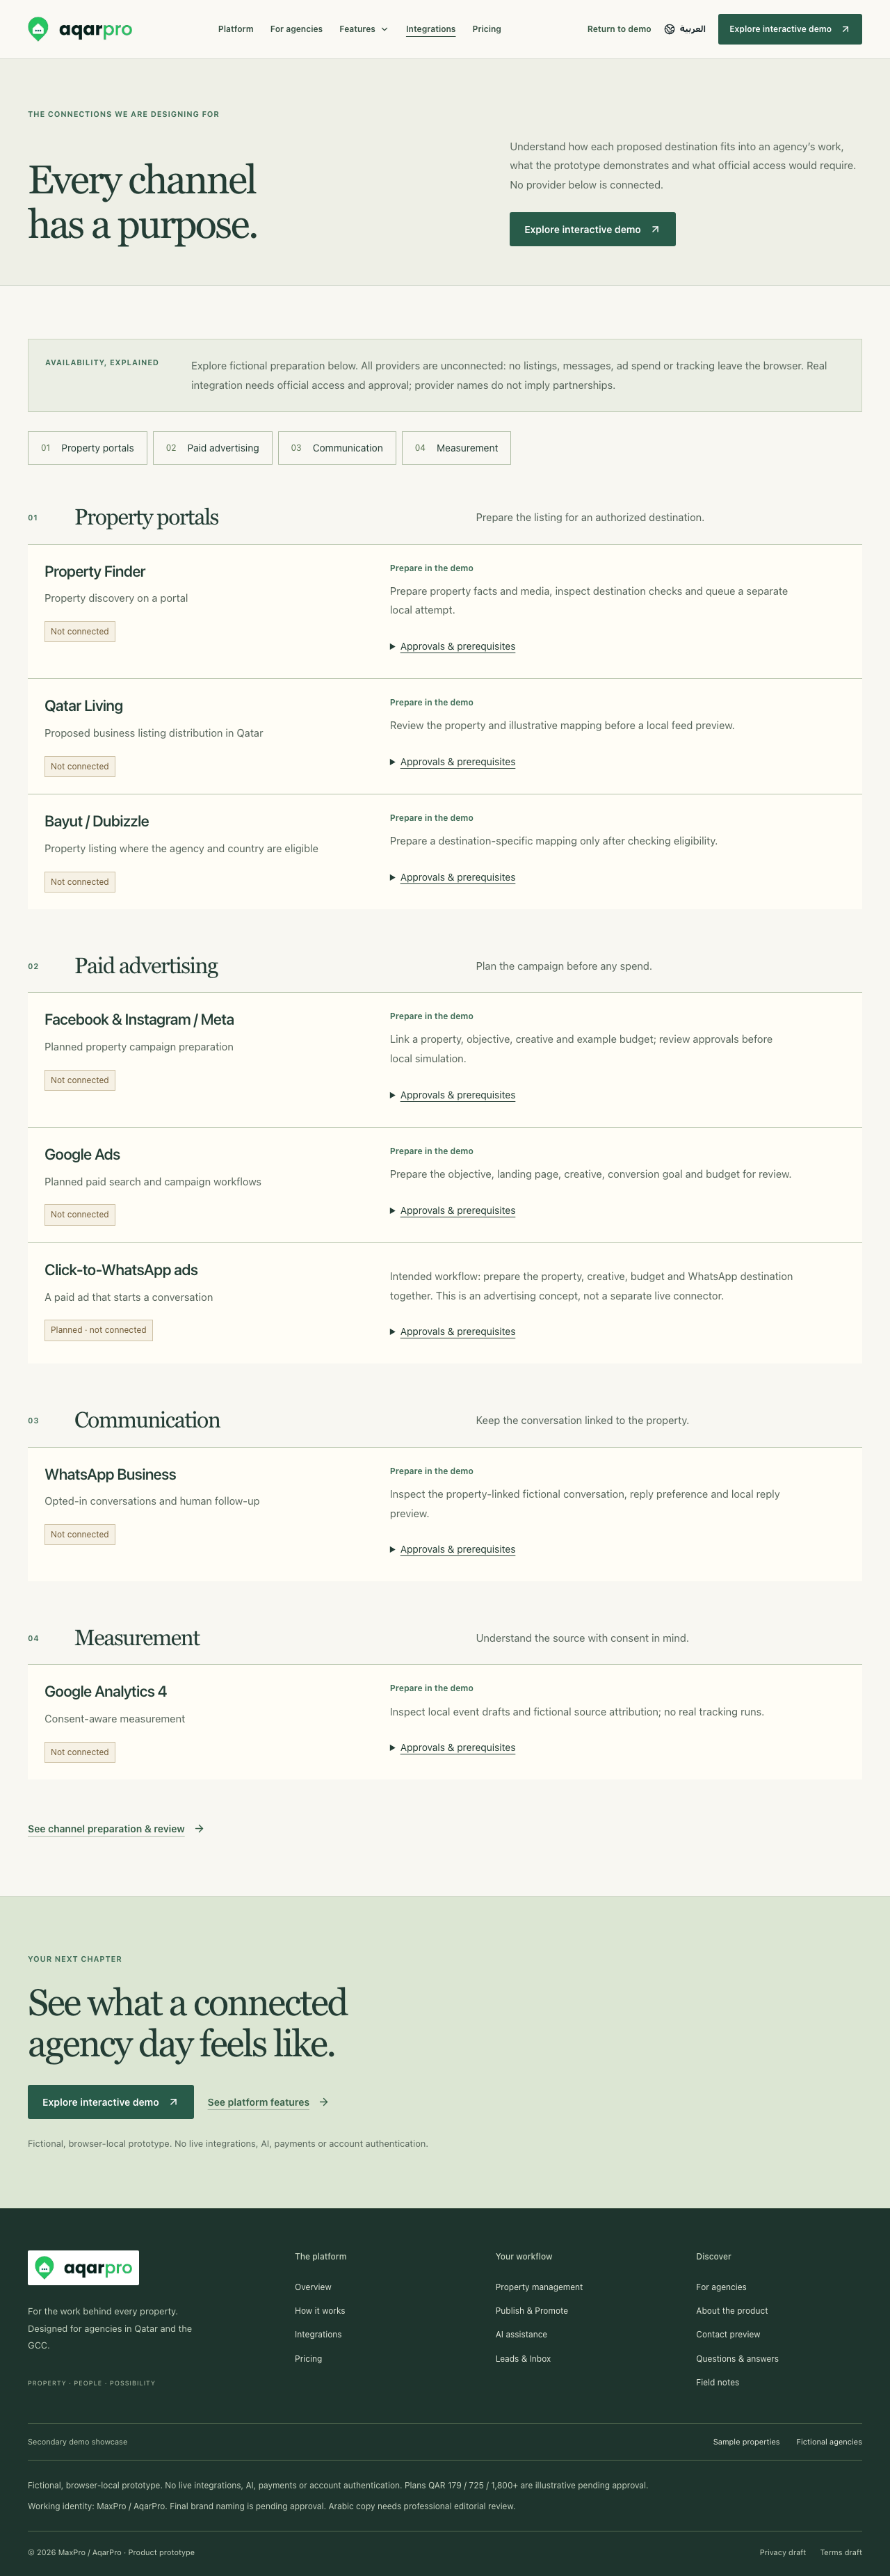 aqarpro
Platform
For agencies
Features
Integrations
Pricing
Return to demo
العربية
Explore interactive demo
THE CONNECTIONS WE ARE DESIGNING FOR
Every channel
has a purpose.
Understand how each proposed destination fits into an agency’s work,
what the prototype demonstrates and what official access would require.
No provider below is connected.
Explore interactive demo
AVAILABILITY, EXPLAINED
Explore fictional preparation below. All providers are unconnected: no listings, messages, ad spend or tracking leave the browser. Real
integration needs official access and approval; provider names do not imply partnerships.
01 Property portals
02 Paid advertising
03 Communication
04 Measurement
01 Property portals
Prepare the listing for an authorized destination.
Property Finder
Property discovery on a portal
Not connected
Prepare in the demo
Prepare property facts and media, inspect destination checks and queue a separate
local attempt.
Approvals & prerequisites
Qatar Living
Proposed business listing distribution in Qatar
Not connected
Prepare in the demo
Review the property and illustrative mapping before a local feed preview.
Approvals & prerequisites
Bayut / Dubizzle
Property listing where the agency and country are eligible
Not connected
Prepare in the demo
Prepare a destination-specific mapping only after checking eligibility.
Approvals & prerequisites
02 Paid advertising
Plan the campaign before any spend.
Facebook & Instagram / Meta
Planned property campaign preparation
Not connected
Prepare in the demo
Link a property, objective, creative and example budget; review approvals before
local simulation.
Approvals & prerequisites
Google Ads
Planned paid search and campaign workflows
Not connected
Prepare in the demo
Prepare the objective, landing page, creative, conversion goal and budget for review.
Approvals & prerequisites
Click-to-WhatsApp ads
A paid ad that starts a conversation
Planned · not connected
Intended workflow: prepare the property, creative, budget and WhatsApp destination
together. This is an advertising concept, not a separate live connector.
Approvals & prerequisites
03 Communication
Keep the conversation linked to the property.
WhatsApp Business
Opted-in conversations and human follow-up
Not connected
Prepare in the demo
Inspect the property-linked fictional conversation, reply preference and local reply
preview.
Approvals & prerequisites
04 Measurement
Understand the source with consent in mind.
Google Analytics 4
Consent-aware measurement
Not connected
Prepare in the demo
Inspect local event drafts and fictional source attribution; no real tracking runs.
Approvals & prerequisites
See channel preparation & review
YOUR NEXT CHAPTER
See what a connected
agency day feels like.
Explore interactive demo
See platform features
Fictional, browser-local prototype. No live integrations, AI, payments or account authentication.
aqarpro
For the work behind every property.
Designed for agencies in Qatar and the
GCC.
PROPERTY · PEOPLE · POSSIBILITY
The platform
Overview
How it works
Integrations
Pricing
Your workflow
Property management
Publish & Promote
AI assistance
Leads & Inbox
Discover
For agencies
About the product
Contact preview
Questions & answers
Field notes
Secondary demo showcase
Sample properties
Fictional agencies
Fictional, browser-local prototype. No live integrations, AI, payments or account authentication. Plans QAR 179 / 725 / 1,800+ are illustrative pending approval.
Working identity: MaxPro / AqarPro. Final brand naming is pending approval. Arabic copy needs professional editorial review.
© 2026 MaxPro / AqarPro · Product prototype
Privacy draft
Terms draft